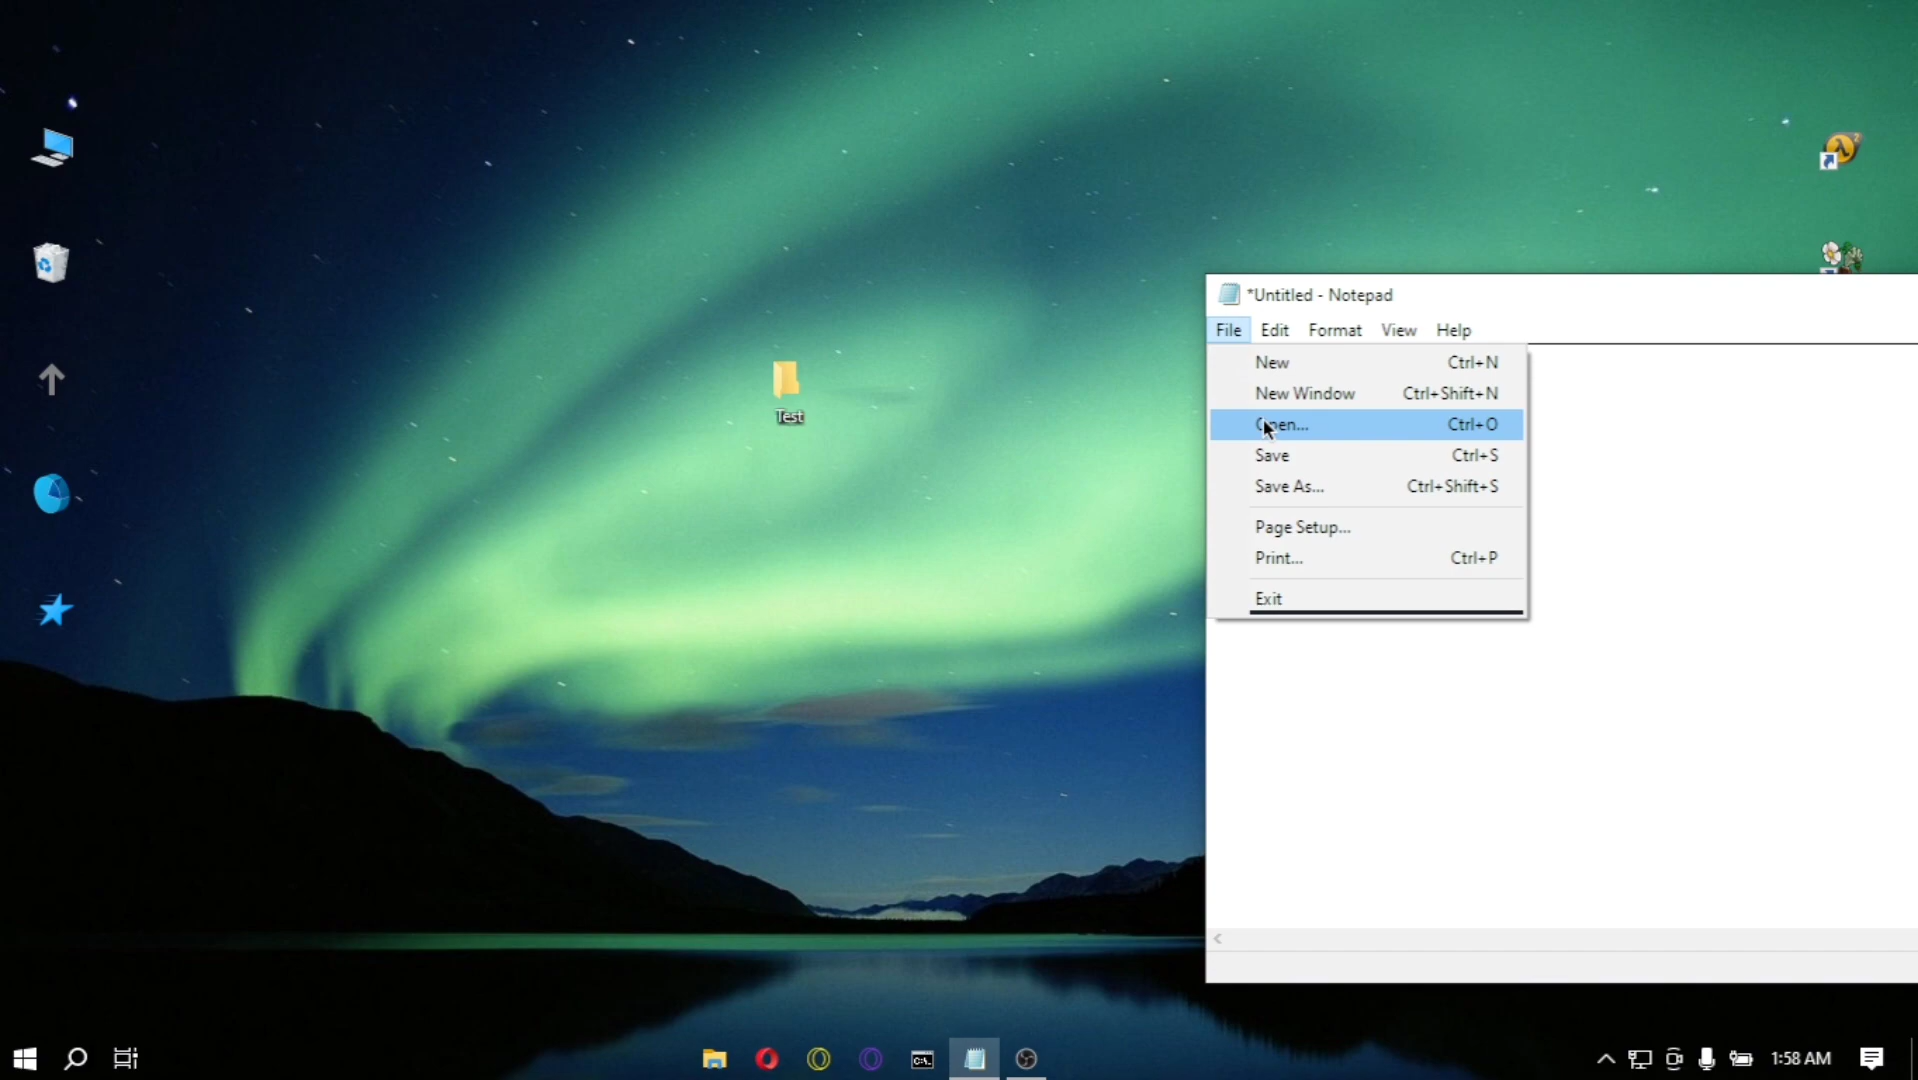 *Untitled - Notepad
File Edit Format View Help
New Ctrl+N
New Window Ctrl+Shift+N
Open... Ctrl+O
Save Ctrl+S
Save As... Ctrl+Shift+S
Page Setup...
Print... Ctrl+P
Exit
Test
1:58 AM